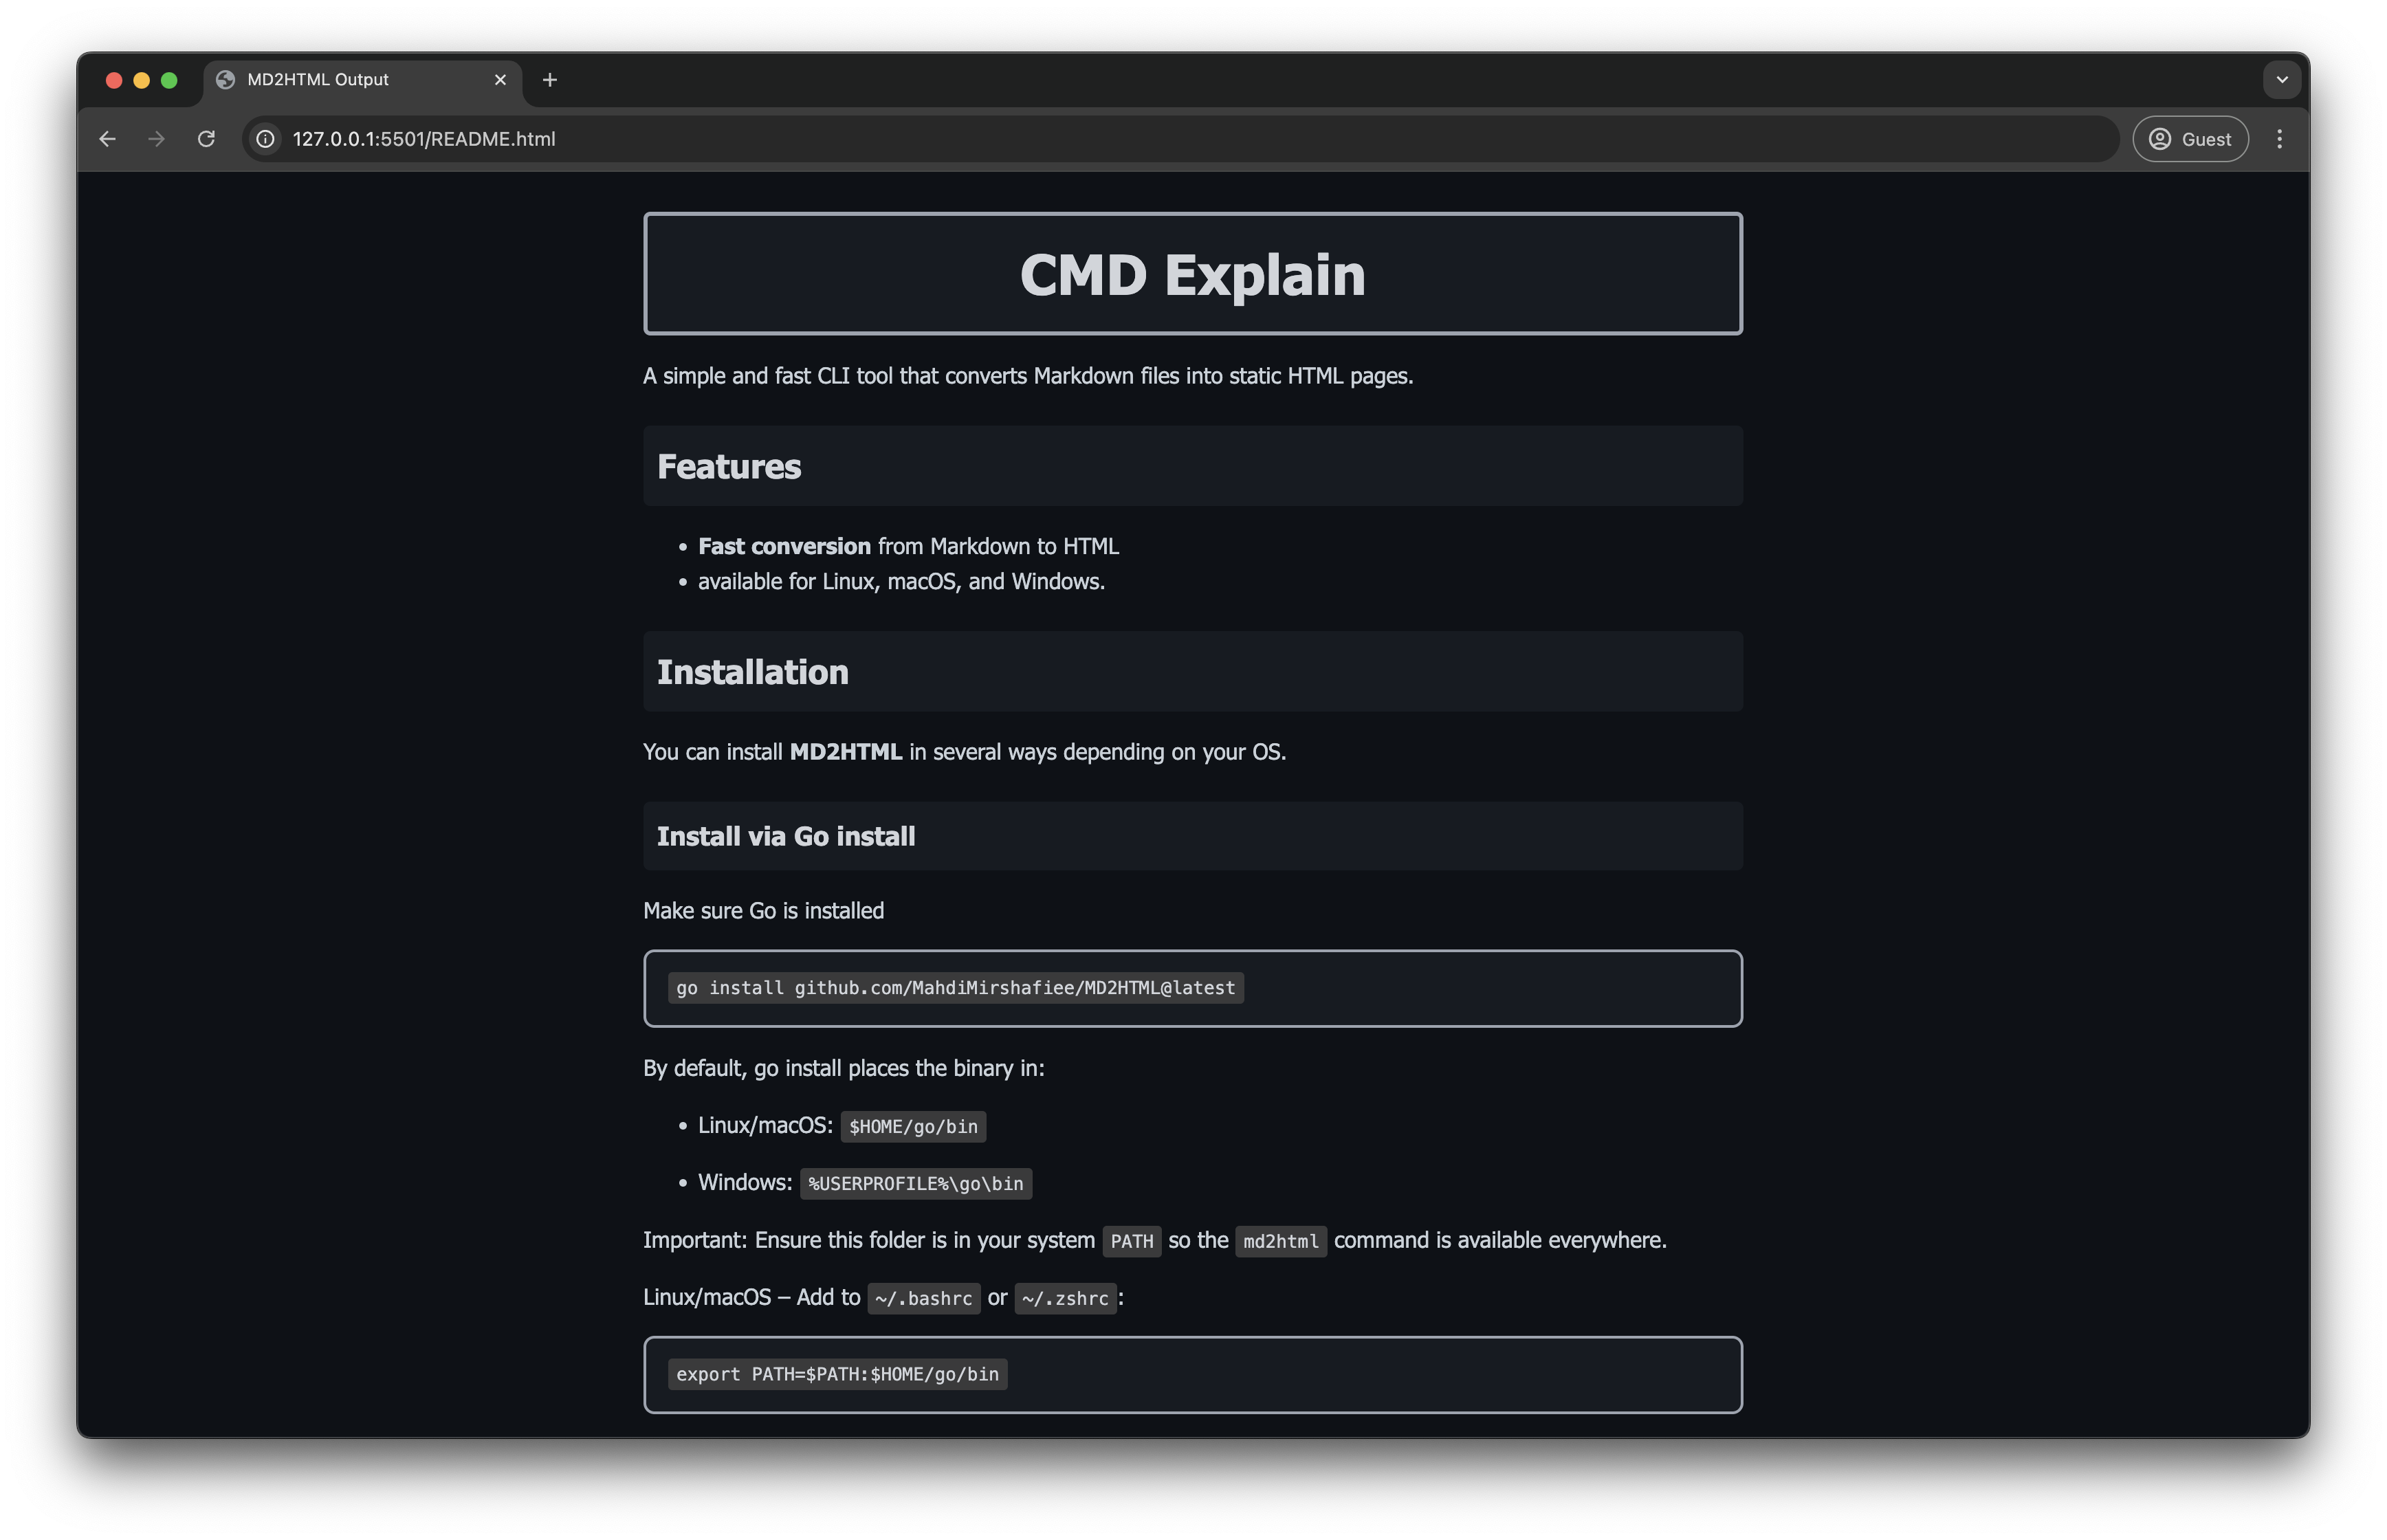 MD2HTML Output
127.0.0.1:5501/README.html
Guest
CMD Explain
A simple and fast CLI tool that converts Markdown files into static HTML pages.
Features
• Fast conversion from Markdown to HTML
• available for Linux, macOS, and Windows.
Installation
You can install MD2HTML in several ways depending on your OS.
Install via Go install
Make sure Go is installed
go install github.com/MahdiMirshafiee/MD2HTML@latest
By default, go install places the binary in:
• Linux/macOS: $HOME/go/bin
• Windows: %USERPROFILE%\go\bin
Important: Ensure this folder is in your system PATH so the md2html command is available everywhere.
Linux/macOS – Add to ~/.bashrc or ~/.zshrc:
export PATH=$PATH:$HOME/go/bin